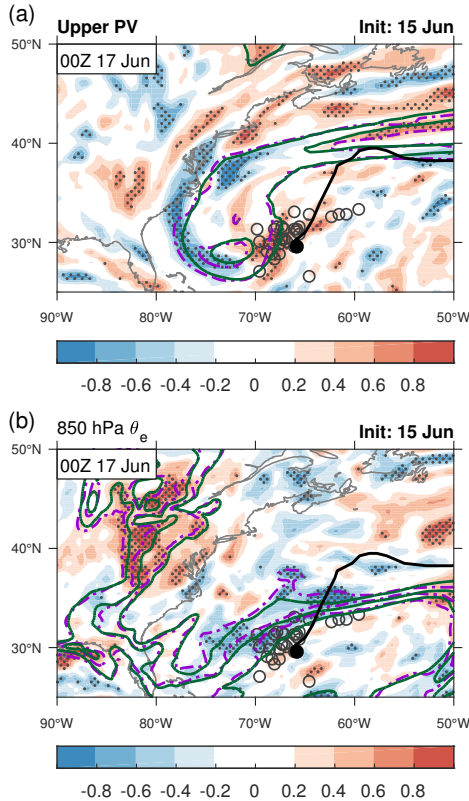 (a)
Upper PV
Init: 15 Jun
00Z 17 Jun
50°N
40°N
30°N
90°W
80°W
70°W
60°W
50°W
-0.8
-0.6
-0.4
-0.2
0
0.2
0.4
0.6
0.8
(b)
850 hPa θe
Init: 15 Jun
00Z 17 Jun
50°N
40°N
30°N
90°W
80°W
70°W
60°W
50°W
-0.8
-0.6
-0.4
-0.2
0
0.2
0.4
0.6
0.8